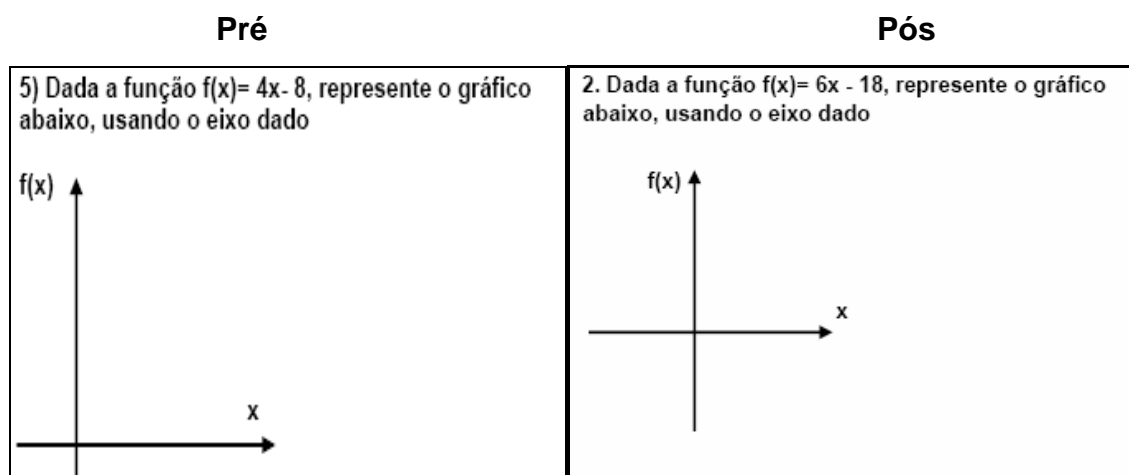 Pré
Pós
5) Dada a função f(x)= 4x- 8, represente o gráfico
abaixo, usando o eixo dado
f(x)
x
2. Dada a função f(x)= 6x - 18, represente o gráfico
abaixo, usando o eixo dado
f(x)
x